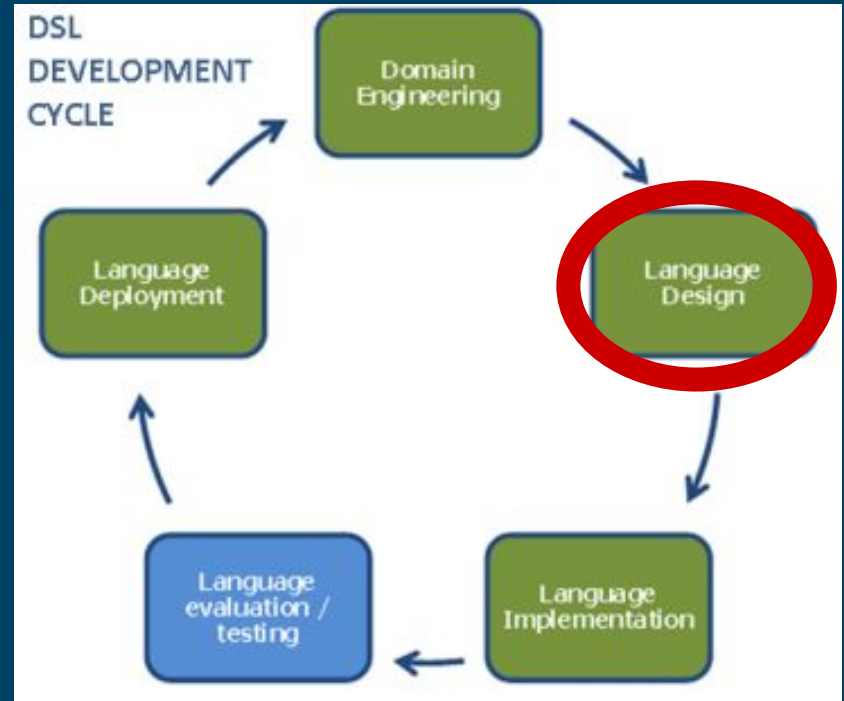 DSL
DEVELOPMENT
CYCLE
Domain
Engineering
Language
Design
Language
Implementation
Language
evaluation /
testing
Language
Deployment